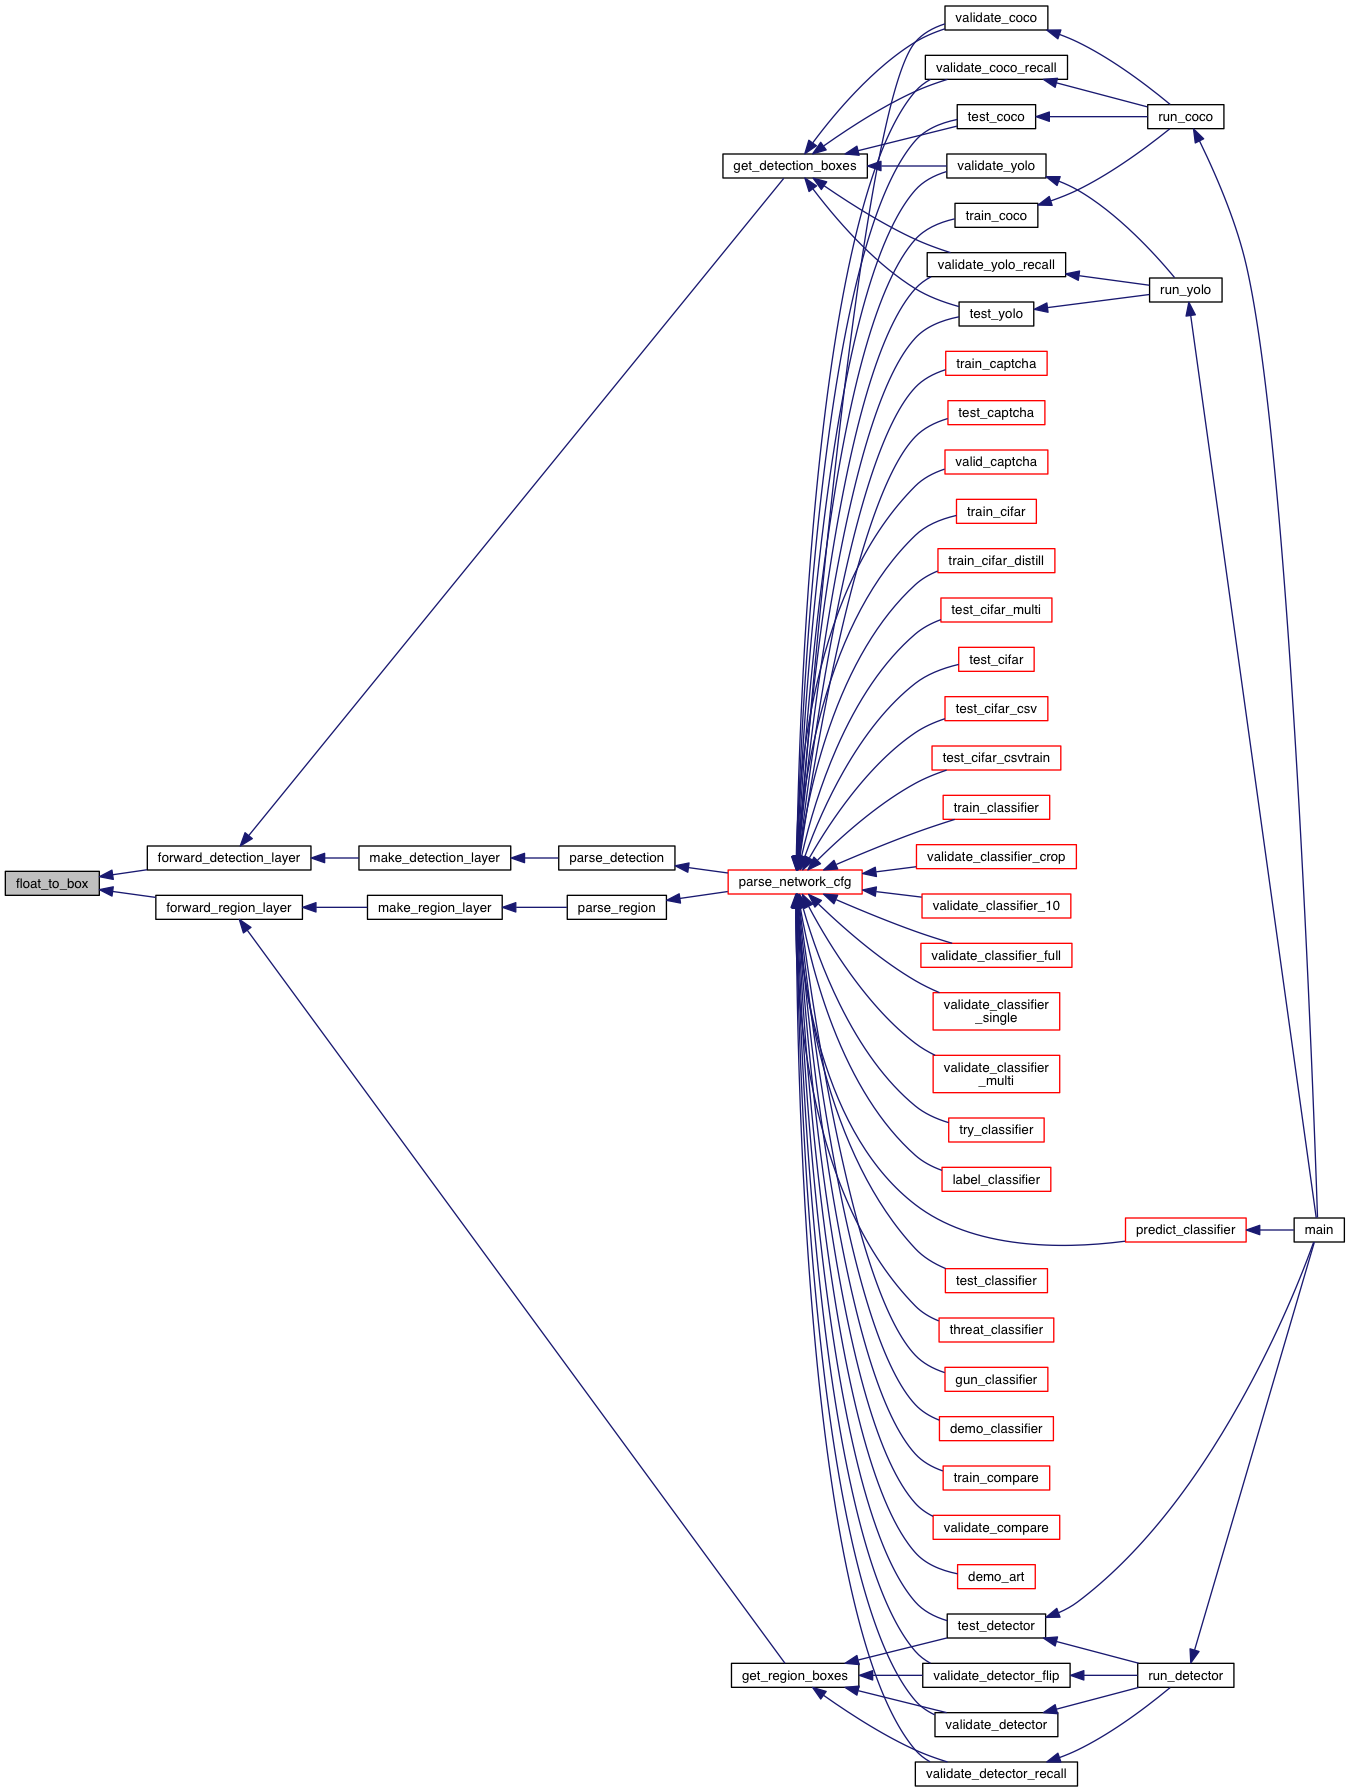 validate_coco
validate_coco_recall
test_coco
run_coco
get_detection_boxes
validate_yolo
train_coco
validate_yolo_recall
run_yolo
test_yolo
train_captcha
test_captcha
valid_captcha
train_cifar
train_cifar_distill
test_cifar_multi
test_cifar
test_cifar_csv
test_cifar_csvtrain
train_classifier
forward_detection_layer
make_detection_layer
parse_detection
validate_classifier_crop
float_to_box
parse_network_cfg
forward_region_layer
make_region_layer
parse_region
validate_classifier_10
validate_classifier_full
validate_classifier
_single
validate_classifier
_multi
try_classifier
label_classifier
predict_classifier
main
test_classifier
threat_classifier
gun_classifier
demo_classifier
train_compare
validate_compare
demo_art
test_detector
get_region_boxes
validate_detector_flip
run_detector
validate_detector
validate_detector_recall